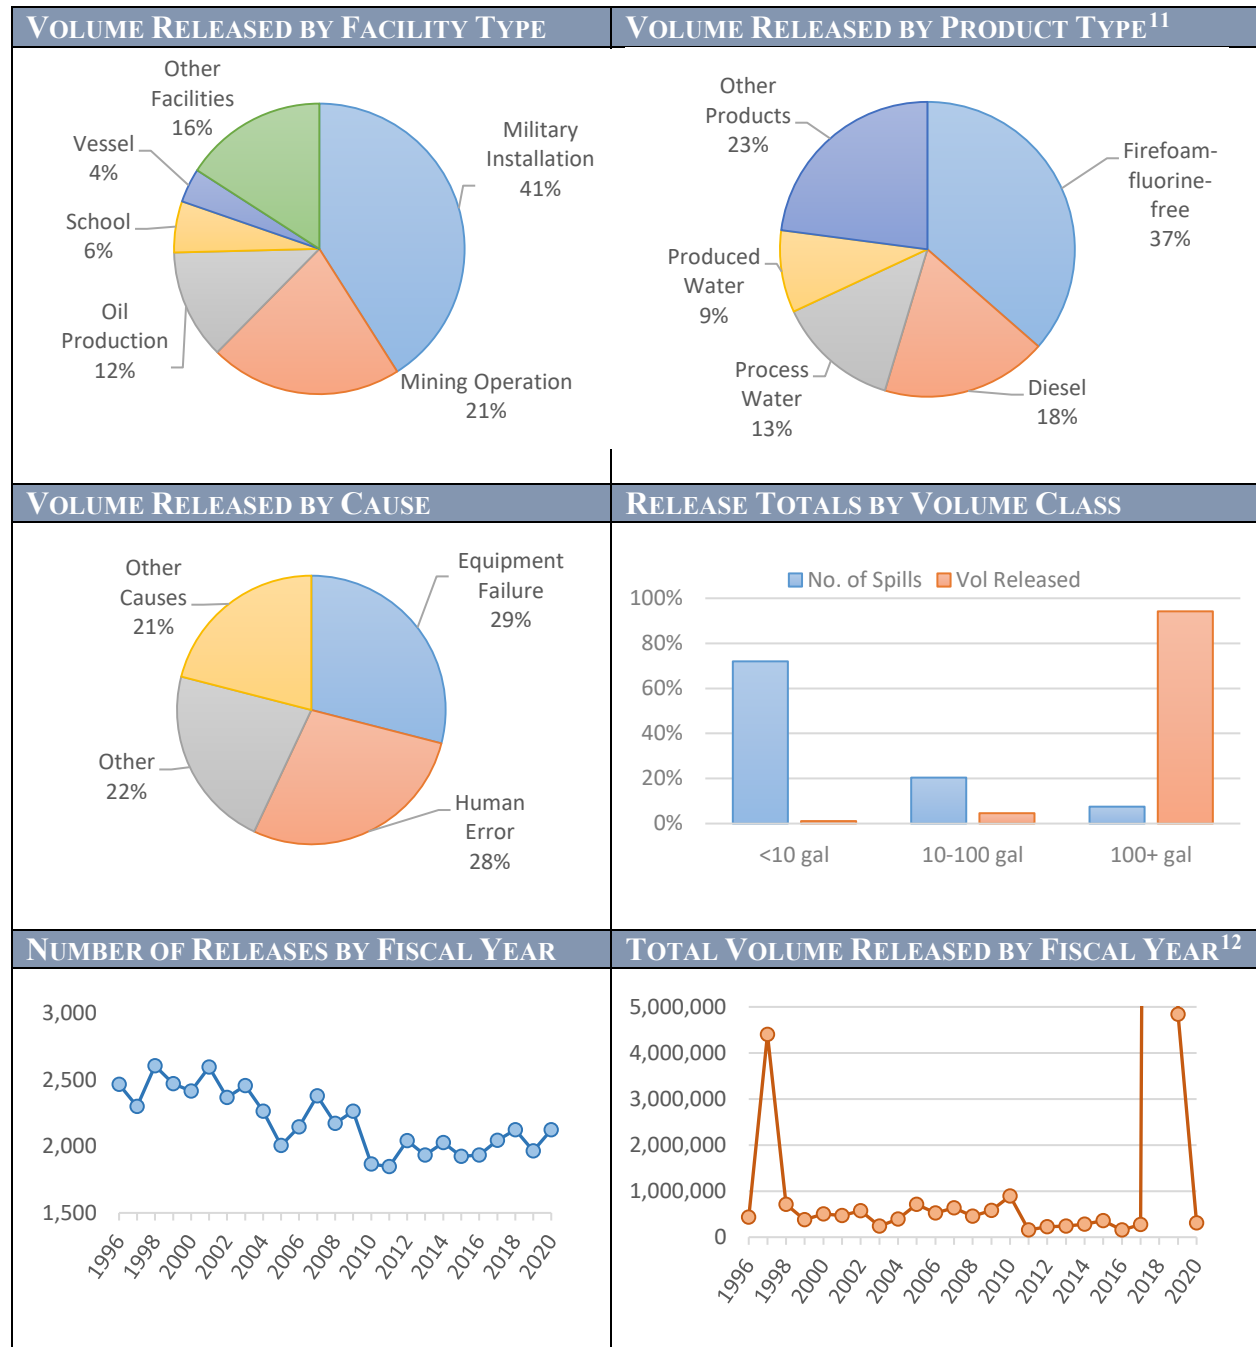 VOLUME RELEASED BY FACILITY TYPE
Other
Facilities
16%
Vessel
4%
School
6%
Oil
Production
12%
Military
Installation
41%
Mining Operation
21%
VOLUME RELEASED BY PRODUCT TYPE11
Other
Products
23%
Produced
Water
9%
Process
Water
13%
Firefoam-
fluorine-
free
37%
Diesel
18%
VOLUME RELEASED BY CAUSE
Other
Causes
21%
Other
22%
Equipment
Failure
29%
Human
Error
28%
RELEASE TOTALS BY VOLUME CLASS
No. of Spills Vol Released
100%
80%
60%
40%
20%
0%
<10 gal 10-100 gal 100+ gal
NUMBER OF RELEASES BY FISCAL YEAR
3,000
2,500
2,000
1,500
1996 1998 2000 2002 2004 2006 2008 2010 2012 2014 2016 2018 2020
TOTAL VOLUME RELEASED BY FISCAL YEAR12
5,000,000
4,000,000
3,000,000
2,000,000
1,000,000
0
1996 1998 2000 2002 2004 2006 2008 2010 2012 2014 2016 2018 2020